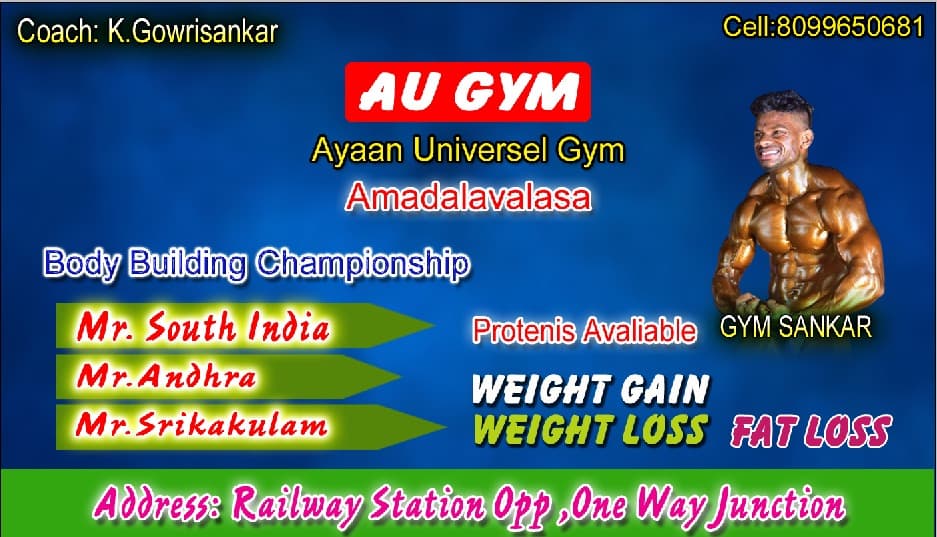 Coach: K.Gowrisankar
Cell:8099650681
AU GYM
Ayaan Universel Gym
Amadalavalasa
Body Building Championship
Mr. South India
Mr.Andhra
Mr.Srikakulam
Protenis Avaliable
GYM SANKAR
WEIGHT GAIN
WEIGHT LOSS
FAT LOSS
Address: Railway Station Opp ,One Way Junction